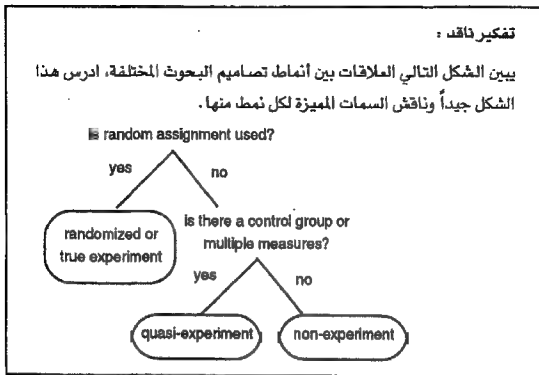 تفكير ناقد :
يبين الشكل التالي العلاقات بين أنماط تصاميم البحوث المختلفة، ادرس هذا
الشكل جيداً وناقش السمات المميزة لكل نمط منها.
Is random assignment used?
yes
no
randomized or
true experiment
is there a control group or
multiple measures?
yes
no
quasi-experiment
non-experiment